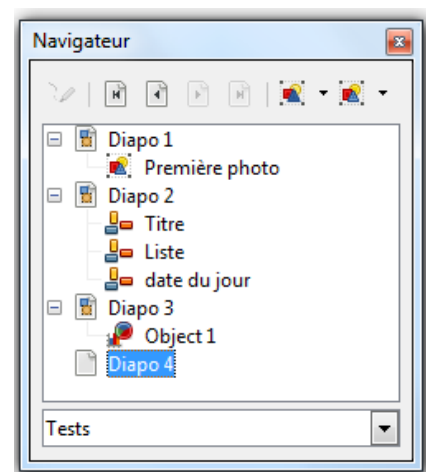 Navigateur
Diapo 1
Première photo
Diapo 2
Titre
Liste
date du jour
Diapo 3
Object 1
Diapo 4
Tests